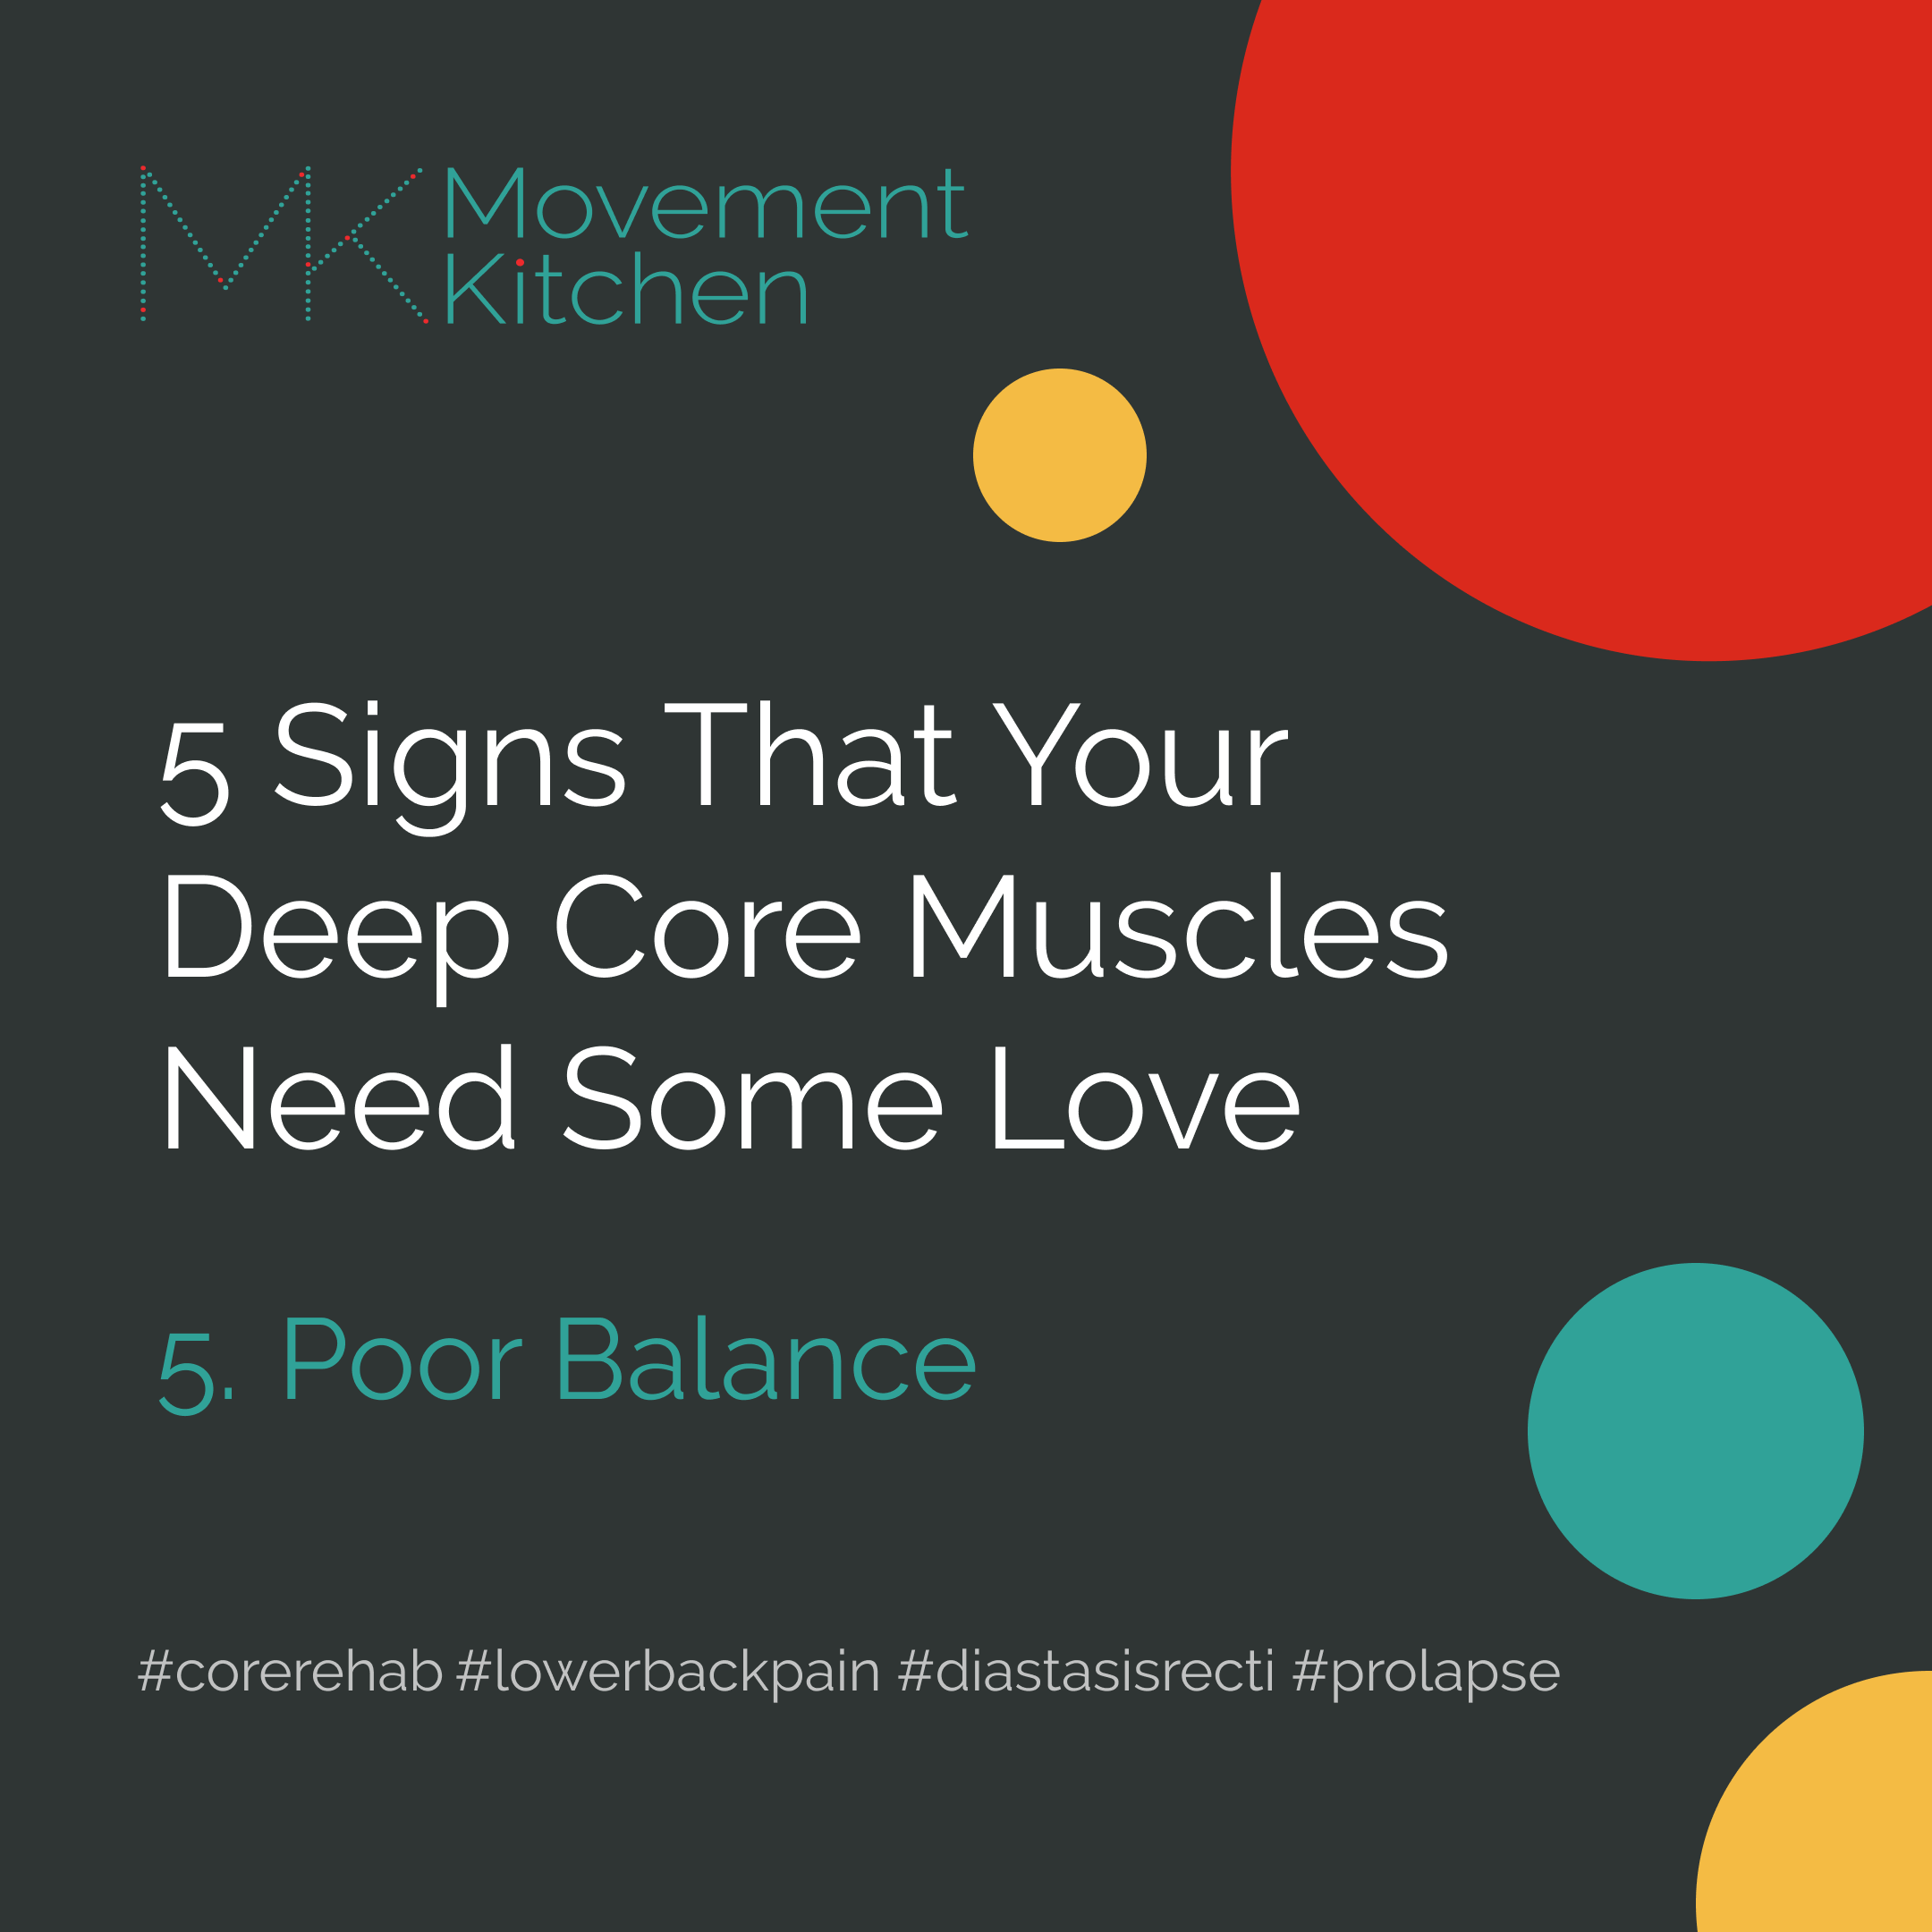 MK Movement
Kitchen
5 Signs That Your
Deep Core Muscles
Need Some Love
5. Poor Balance
#corerehab #lowerbackpain #diastasisrecti #prolapse